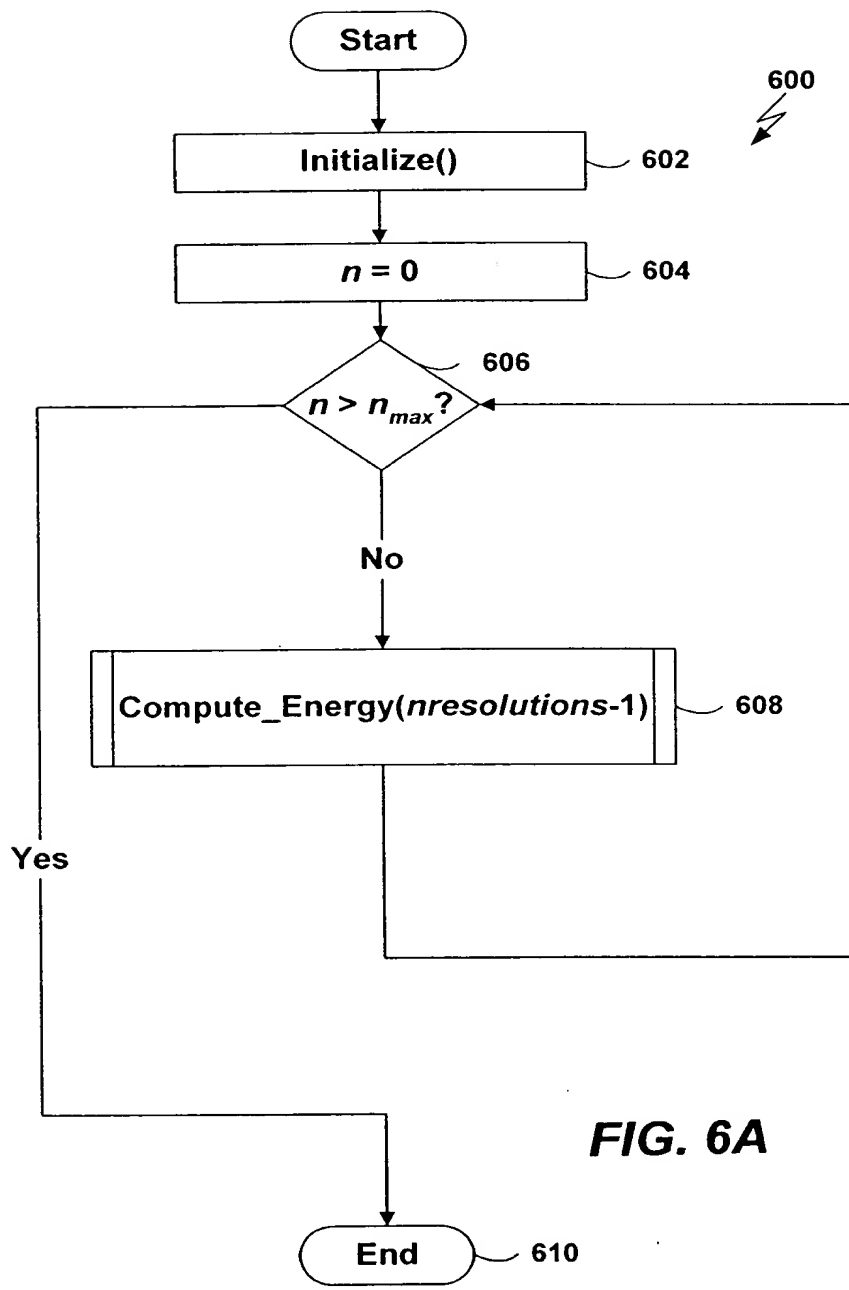 Start
600
Initialize()
602
n = 0
604
606
n > nmax?
No
Compute_Energy(nresolutions-1)
608
Yes
FIG. 6A
End
610